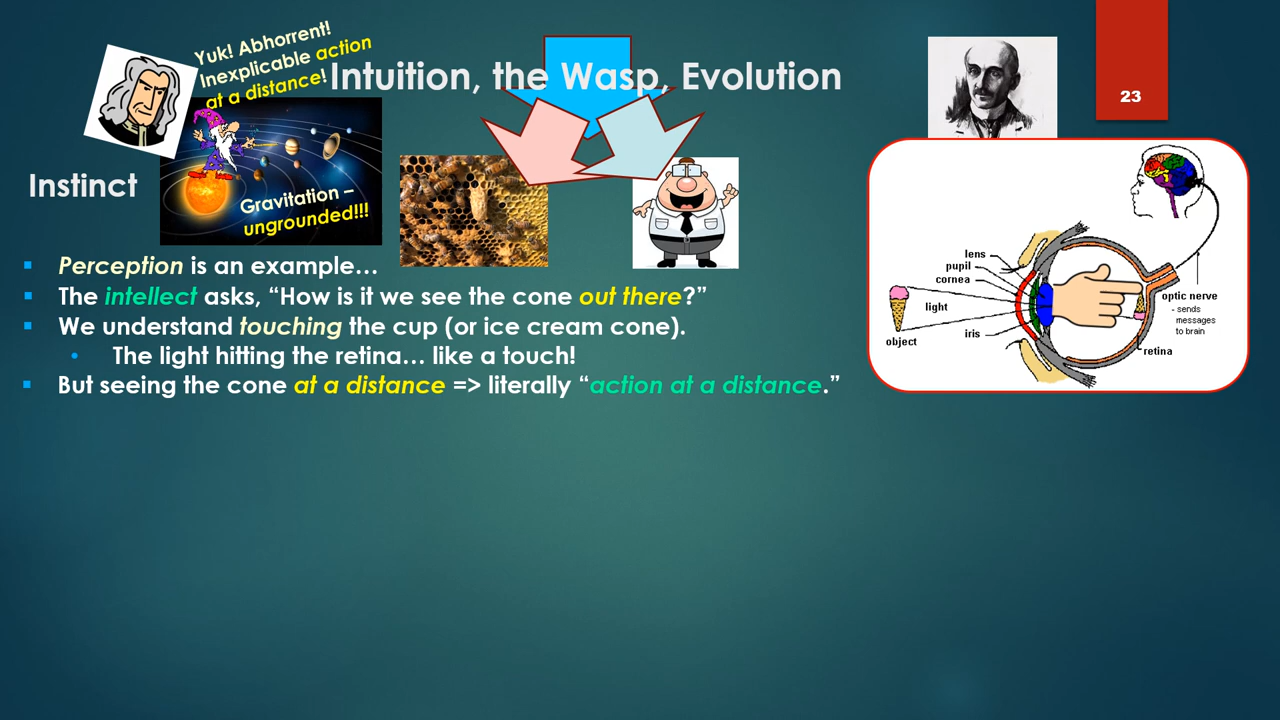 Yuk! Abhorrent!
Inexplicable action
at a distance!
Intuition, the Wasp, Evolution
23
Instinct
Gravitation –
ungrounded!!!
▪ Perception is an example…
▪ The intellect asks, “How is it we see the cone out there?”
▪ We understand touching the cup (or ice cream cone).
• The light hitting the retina… like a touch!
▪ But seeing the cone at a distance => literally “action at a distance.”
lens
pupil
cornea
light
object
iris
optic nerve
- sends
messages
to brain
retina